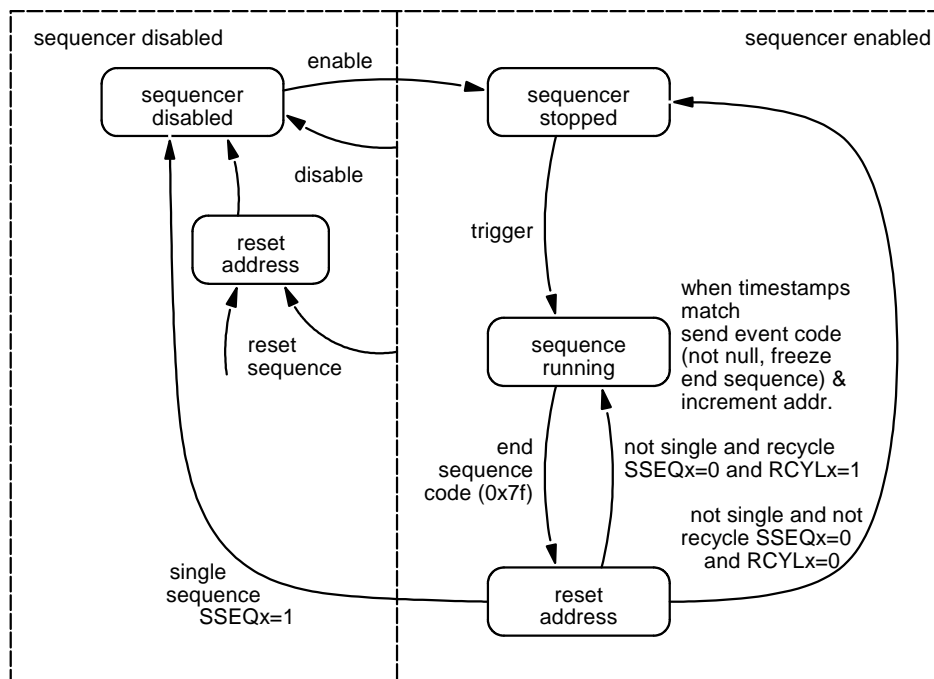 sequencer disabled
sequencer enabled
enable
sequencer
disabled
sequencer
stopped
disable
trigger
reset
address
when timestamps
match
send event code
(not null, freeze
end sequence) &
increment addr.
reset
sequence
sequence
running
end
sequence
code (0x7f)
not single and recycle
SSEQx=0 and RCYLx=1
not single and not
recycle SSEQx=0
and RCYLx=0
single
sequence
SSEQx=1
reset
address